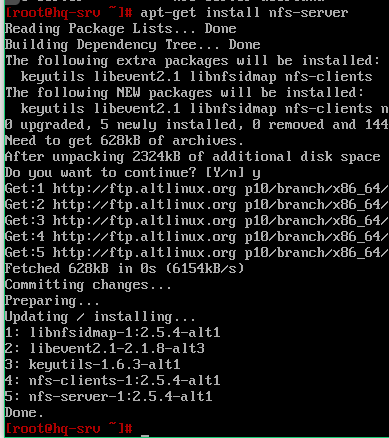 [root@hq-srv ~]# apt-get install nfs-server
Reading Package Lists... Done
Building Dependency Tree... Done
The following extra packages will be installed:
  keyutils libevent2.1 libnfsidmap nfs-clients
The following NEW packages will be installed:
  keyutils libevent2.1 libnfsidmap nfs-clients n
0 upgraded, 5 newly installed, 0 removed and 144
Need to get 628kB of archives.
After unpacking 2324kB of additional disk space
Do you want to continue? [Y/n] y
Get:1 http://ftp.altlinux.org p10/branch/x86_64/
Get:2 http://ftp.altlinux.org p10/branch/x86_64/
Get:3 http://ftp.altlinux.org p10/branch/x86_64/
Get:4 http://ftp.altlinux.org p10/branch/x86_64/
Get:5 http://ftp.altlinux.org p10/branch/x86_64/
Fetched 628kB in 0s (6154kB/s)
Committing changes...
Preparing...
Updating / installing...
1: libnfsidmap-1:2.5.4-alt1
2: libevent2.1-2.1.8-alt3
3: keyutils-1.6.3-alt1
4: nfs-clients-1:2.5.4-alt1
5: nfs-server-1:2.5.4-alt1
Done.
[root@hq-srv ~]# _